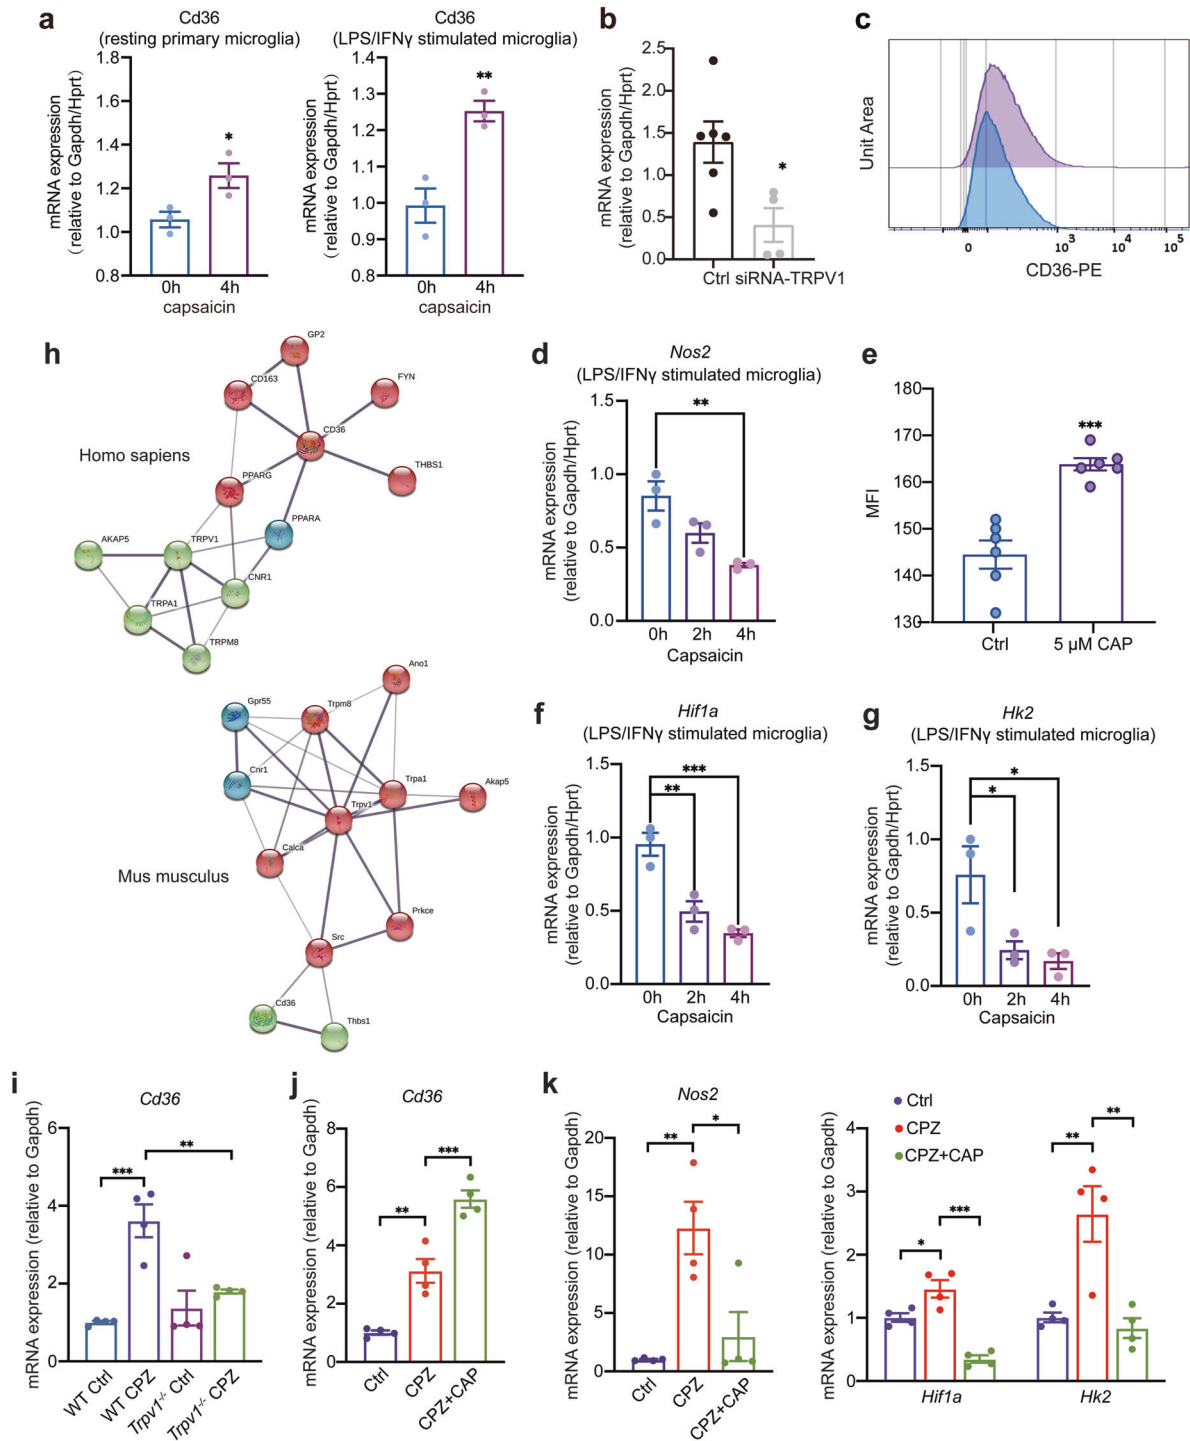 a
Cd36
(resting primary microglia)
mRNA expression
(relative to Gapdh/Hprt)
1.8
1.6
1.4
1.2
1.0
0.8
*
0h
4h
capsaicin
Cd36
(LPS/IFNγ stimulated microglia)
mRNA expression
(relative to Gapdh/Hprt)
1.4
1.3
1.2
1.1
1.0
0.9
0.8
**
0h
4h
capsaicin
b
mRNA expression
(relative to Gapdh/Hprt)
2.5
2.0
1.5
1.0
0.5
0.0
*
Ctrl siRNA-TRPV1
c
Unit Area
0
10³
10⁴
10⁵
CD36-PE
h
Homo sapiens
GP2
CD163
FYN
CD36
THBS1
PPARG
PPARA
AKAP5
TRPV1
CNR1
TRPA1
TRPM8
Mus musculus
Ano1
Gpr55
Trpm8
Cnr1
Trpa1
Akap5
Trpv1
Calca
Prkce
Src
Cd36
Thbs1
d
Nos2
(LPS/IFNγ stimulated microglia)
mRNA expression
(relative to Gapdh/Hprt)
1.5
1.0
0.5
0.0
**
0h
2h
4h
Capsaicin
e
MFI
180
170
160
150
140
130
***
Ctrl
5 µM CAP
f
Hif1a
(LPS/IFNγ stimulated microglia)
mRNA expression
(relative to Gapdh/Hprt)
1.5
1.0
0.5
0.0
***
**
0h
2h
4h
Capsaicin
g
Hk2
(LPS/IFNγ stimulated microglia)
mRNA expression
(relative to Gapdh/Hprt)
1.5
1.0
0.5
0.0
*
*
0h
2h
4h
Capsaicin
i
Cd36
mRNA expression (relative to Gapdh)
6
4
2
0
***
**
WT Ctrl
WT CPZ
Trpv1⁻/⁻ Ctrl
Trpv1⁻/⁻ CPZ
j
Cd36
mRNA expression (relative to Gapdh)
8
6
4
2
0
**
***
Ctrl
CPZ
CPZ+CAP
k
Nos2
mRNA expression (relative to Gapdh)
20
15
10
5
0
**
*
Ctrl
CPZ
CPZ+CAP
Ctrl
CPZ
CPZ+CAP
mRNA expression (relative to Gapdh)
4
3
2
1
0
*
***
**
**
Hif1a
Hk2